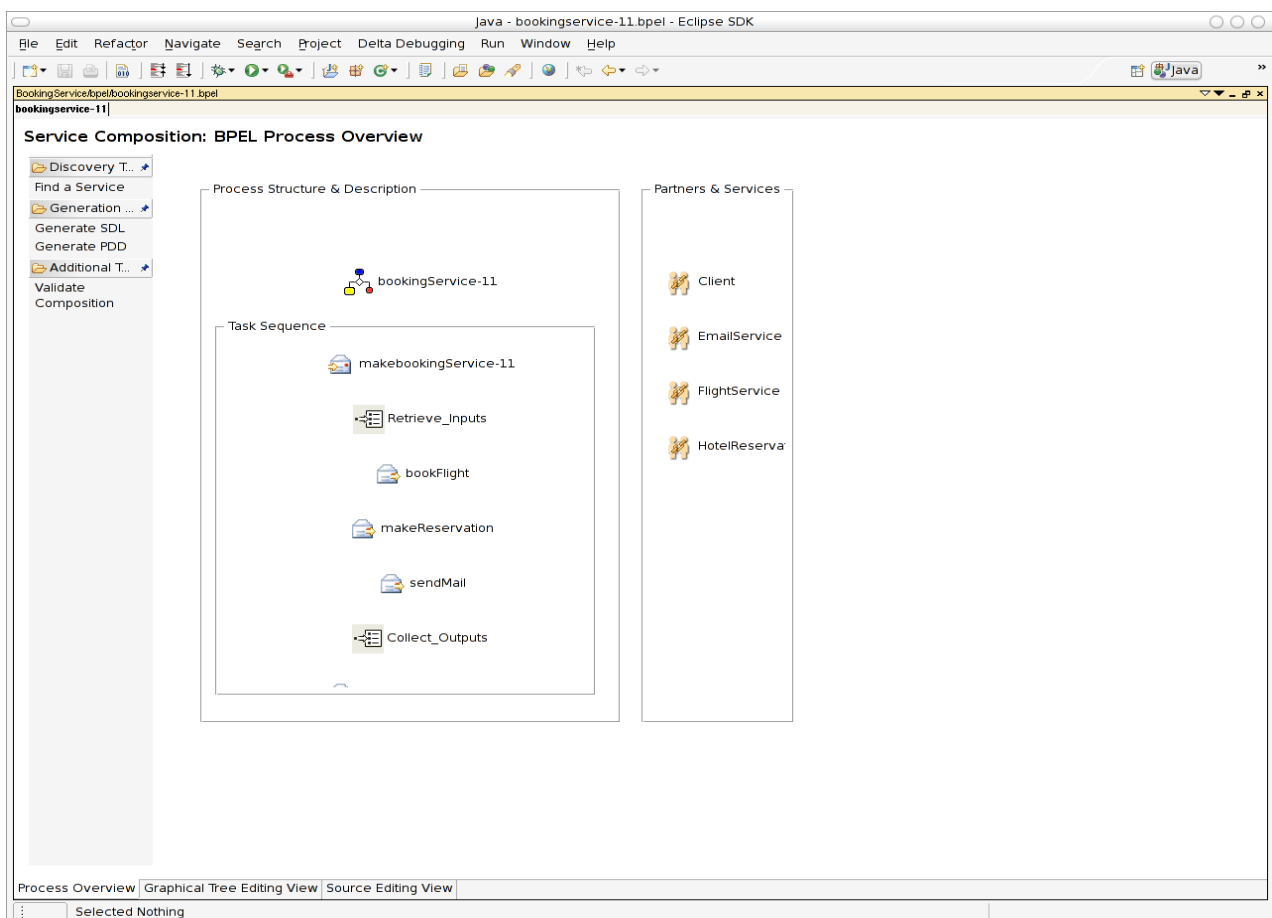 Java - bookingservice-11.bpel - Eclipse SDK
File Edit Refactor Navigate Search Project Delta Debugging Run Window Help
Java »
BookingService/bpel/bookingservice-11.bpel
bookingservice-11
Service Composition: BPEL Process Overview
Discovery T...
Find a Service
Generation ...
Generate SDL
Generate PDD
Additional T...
Validate
Composition
Process Structure & Description
bookingService-11
Task Sequence
makebookingService-11
Retrieve_Inputs
bookFlight
makeReservation
sendMail
Collect_Outputs
Partners & Services
Client
EmailService
FlightService
HotelReserva
Process Overview Graphical Tree Editing View Source Editing View
Selected Nothing